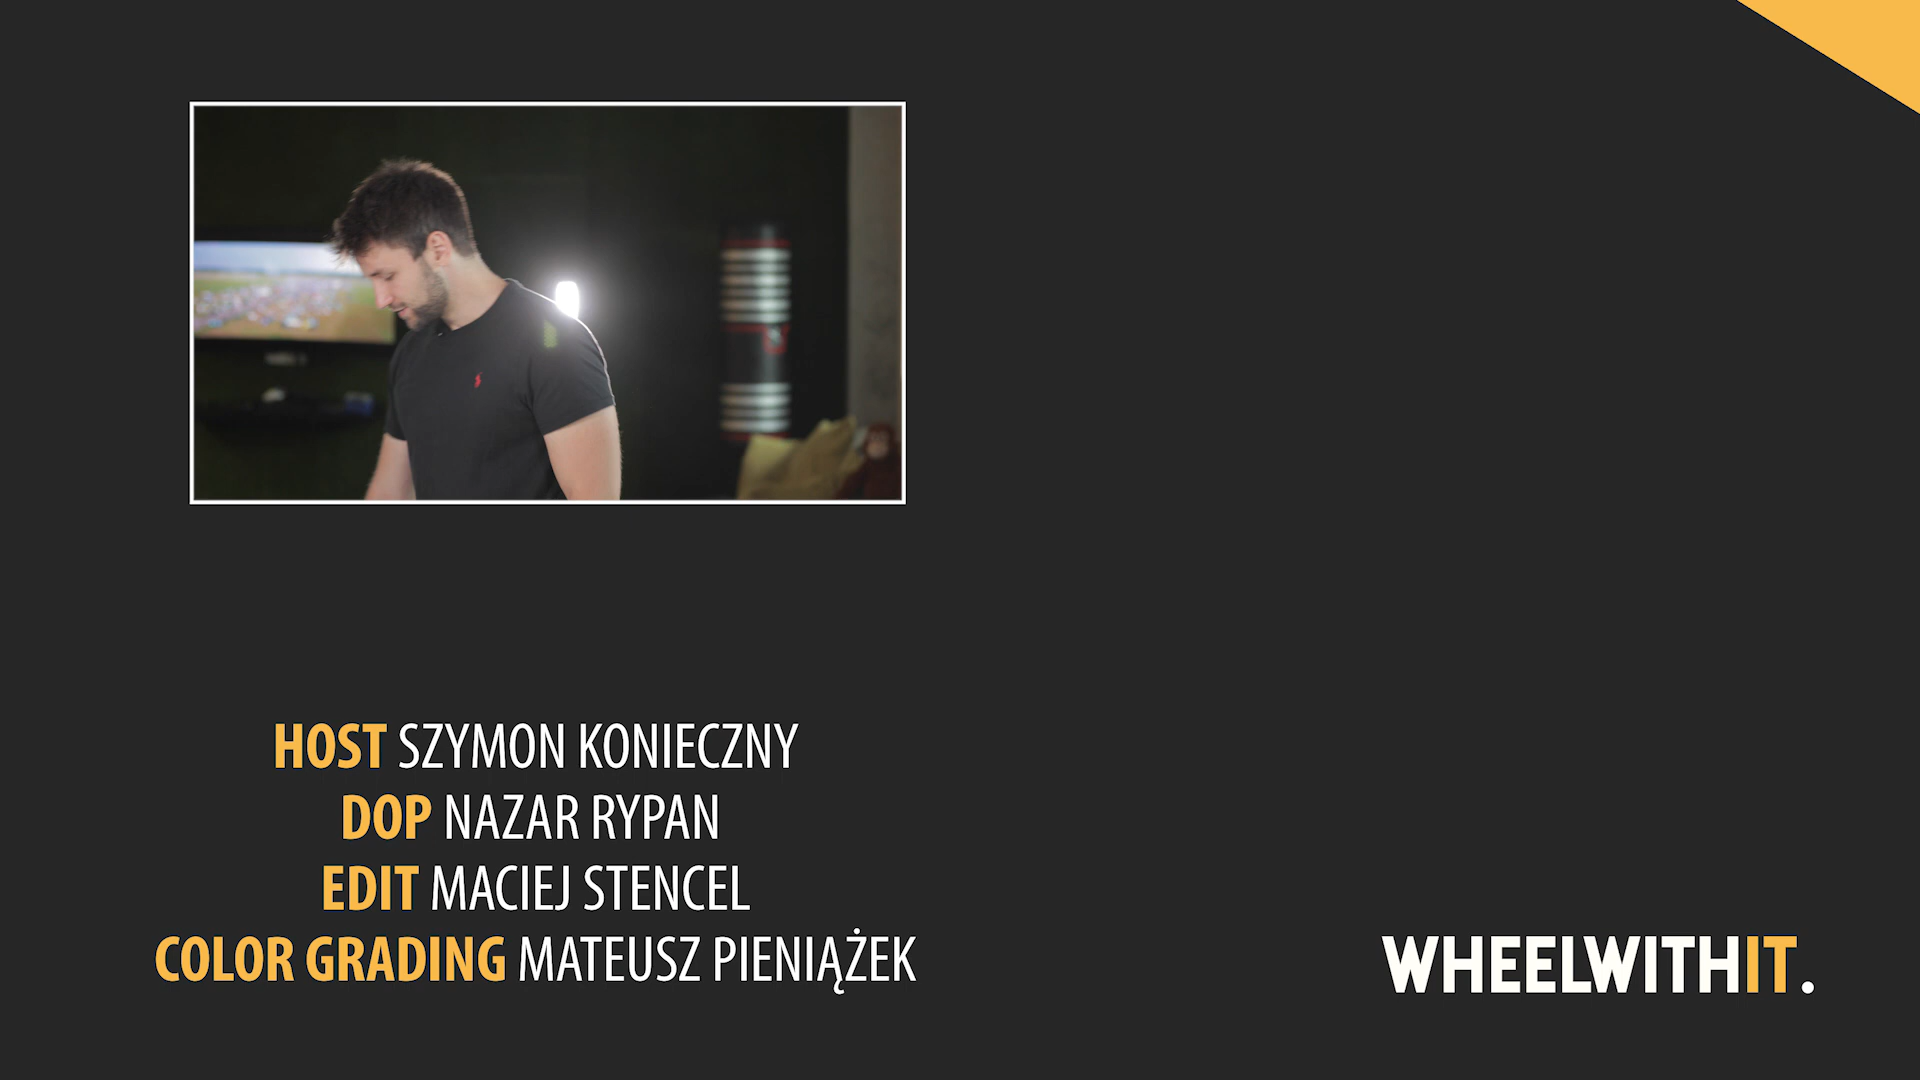 HOST SZYMON KONIECZNY
DOP NAZAR RYPAN
EDIT MACIEJ STENCEL
COLOR GRADING MATEUSZ PIENIĄŻEK
WHEELWITHIT.